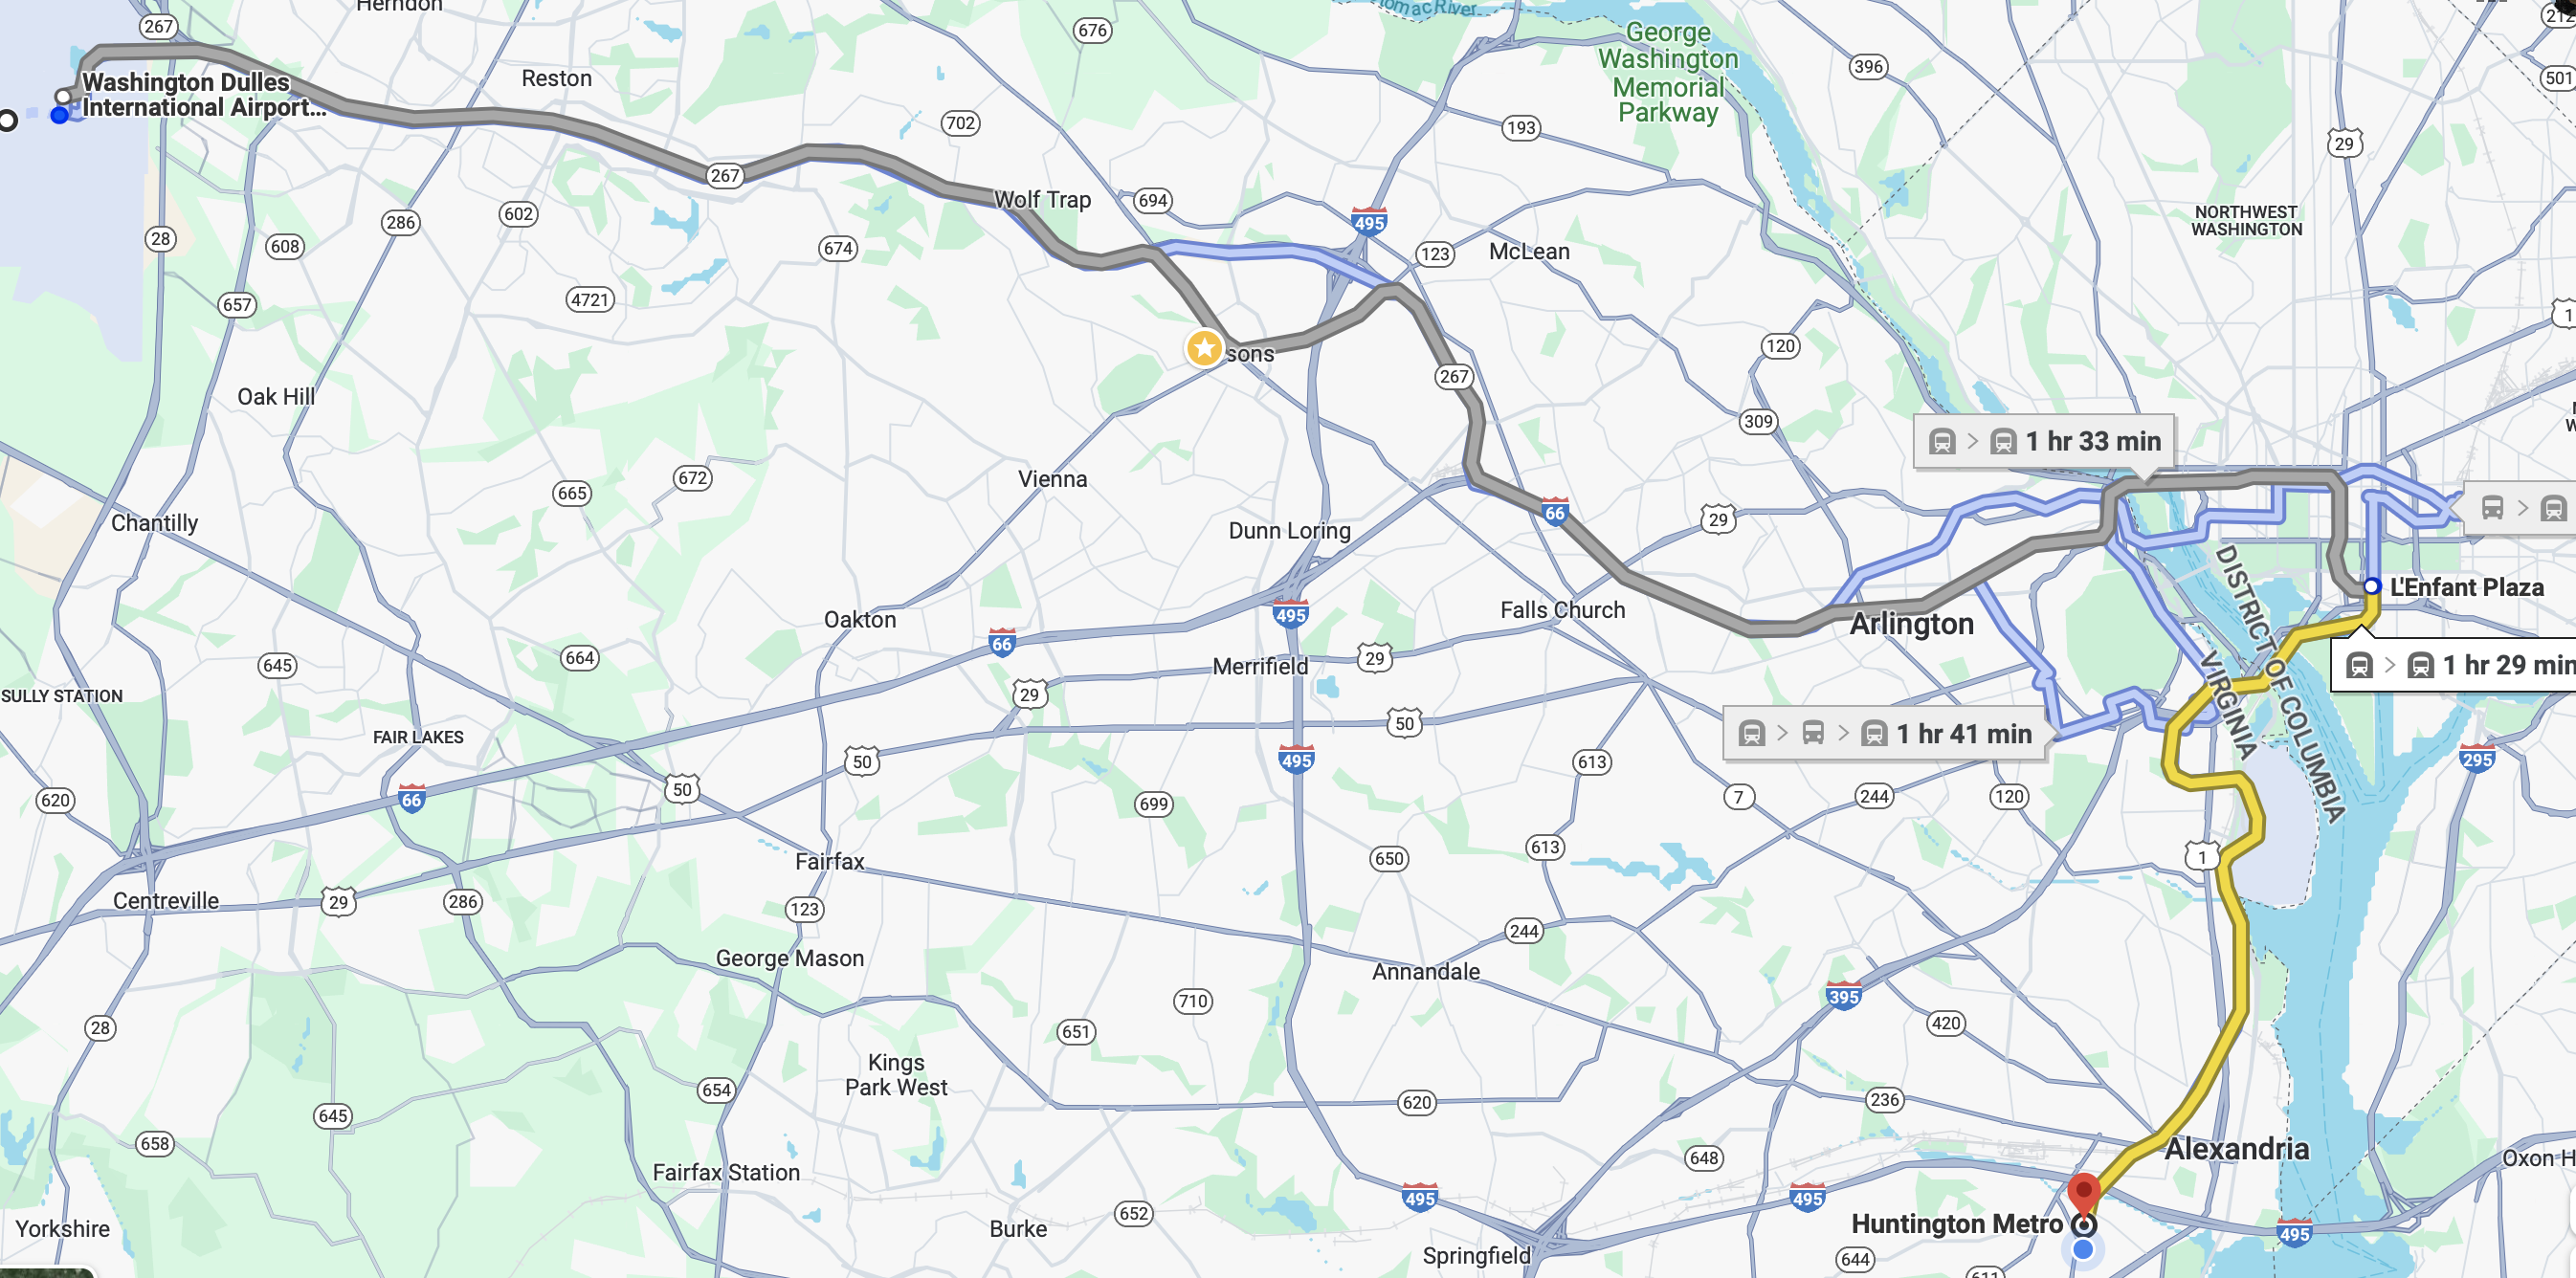 Herndon
267
676
212
George
Washington
Memorial
Parkway
396
501
Washington Dulles
International Airport...
Reston
702
193
29
267
Wolf Trap
694
495
602
28
286
608
674
123
McLean
NORTHWEST
WASHINGTON
657
4721
1
sons
120
267
Oak Hill
309
1 hr 33 min
Vienna
672
665
66
29
Chantilly
Dunn Loring
DISTRICT OF COLUMBIA
VIRGINIA
L'Enfant Plaza
495
Falls Church
Arlington
Oakton
66
645
664
Merrifield
29
1 hr 29 min
SULLY STATION
29
50
FAIR LAKES
1 hr 41 min
50
495
613
295
66
50
620
699
7
244
120
Fairfax
650
613
1
Centreville
29
286
123
244
George Mason
Annandale
395
710
28
651
420
Kings
Park West
654
620
236
645
658
Alexandria
648
Oxon H
Fairfax Station
495
495
Yorkshire
652
Burke
Huntington Metro
495
Springfield
644
611